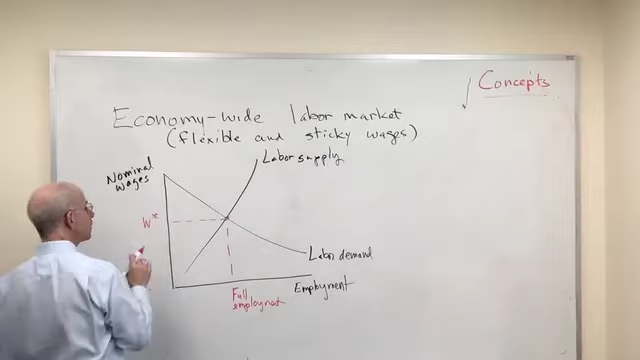 Concepts
Economy-wide labor market
(flexible and sticky wages)
Nominal
wages
Labor supply
W*
Labor demand
Employment
Full
employment